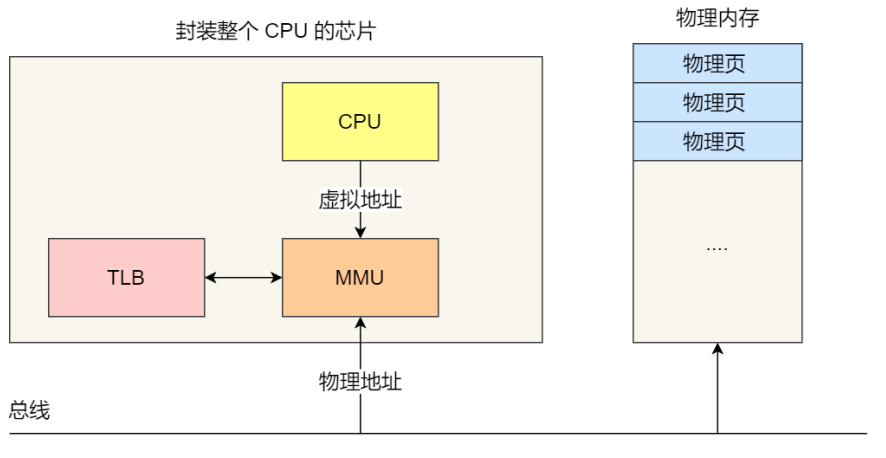 封装整个 CPU 的芯片
物理内存
物理页
物理页
物理页
CPU
虚拟地址
....
TLB
MMU
物理地址
总线